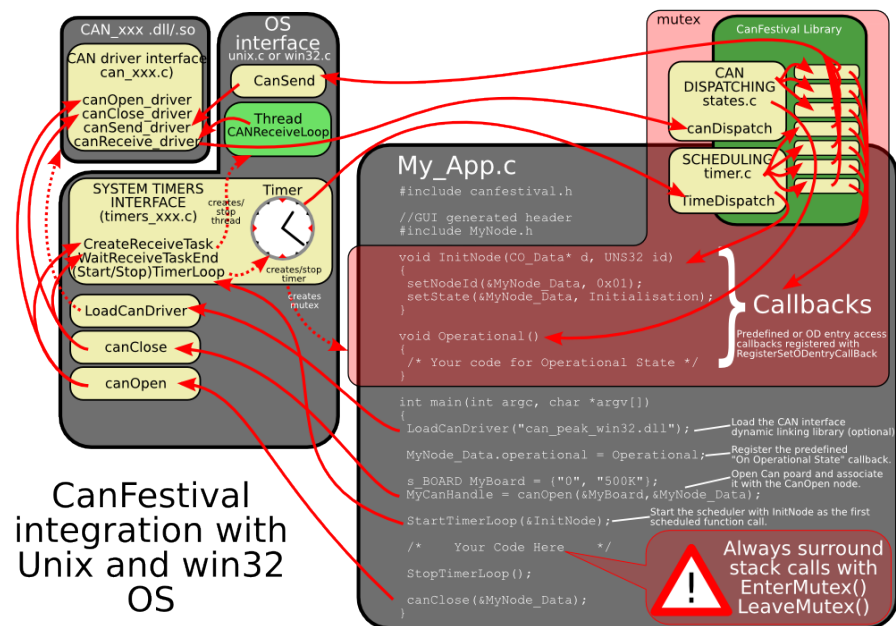 CAN_xxx .dll/.so
CAN driver interface
can_xxx.c)
canOpen_driver
canClose_driver
canSend_driver
canReceive_driver
OS
interface
unix.c or win32.c
CanSend
Thread
CANReceiveLoop
SYSTEM TIMERS
INTERFACE
(timers_xxx.c)
Timer
creates/
stop
thread
CreateReceiveTask
WaitReceiveTaskEnd
(Start/Stop)TimerLoop
creates/stop
timer
creates
mutex
LoadCanDriver
canClose
canOpen
mutex
CanFestival Library
CAN
DISPATCHING
states.c
canDispatch
SCHEDULING
timer.c
TimeDispatch
My_App.c
#include canfestival.h
//GUI generated header
#include MyNode.h
void InitNode(CO_Data* d, UNS32 id)
{
setNodeId(&MyNode_Data, 0x01);
setState(&MyNode_Data, Initialisation);
}
void Operational()
{
/* Your code for Operational State */
}
} Callbacks
Predefined or OD entry access
callbacks registered with
RegisterSetODentryCallBack
int main(int argc, char *argv[])
{
LoadCanDriver("can_peak_win32.dll");
Load the CAN interface
dynamic linking library (optional)
MyNode_Data.operational = Operational;
Register the predefined
"On Operational State" callback.
s_BOARD MyBoard = {"0", "500K"};
MyCanHandle = canOpen(&MyBoard,&MyNode_Data);
Open Can poard and associate
it with the CanOpen node.
StartTimerLoop(&InitNode);
Start the scheduler with InitNode as the first
scheduled function call.
/* Your Code Here */
StopTimerLoop();
canClose(&MyNode_Data);
}
!
Always surround
stack calls with
EnterMutex()
LeaveMutex()
CanFestival
integration with
Unix and win32
OS